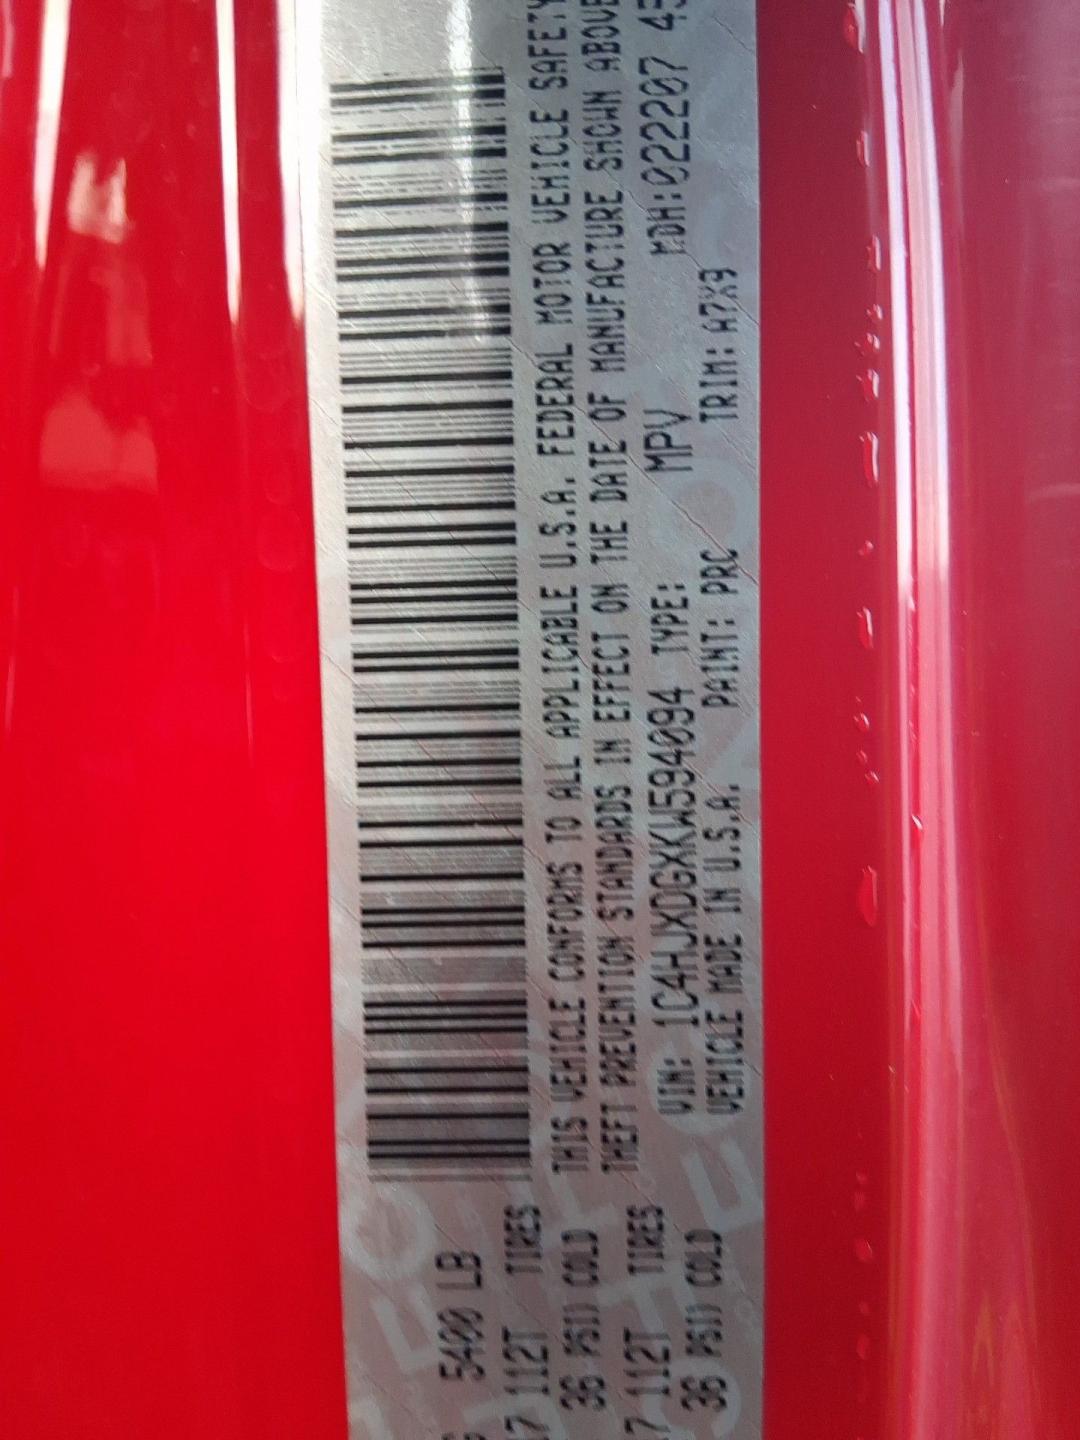 5400 LB
17 112T TIRES
36 PSI) COLD
17 112T TIRES
36 PSI) COLD
THIS VEHICLE CONFORMS TO ALL APPLICABLE U.S.A. FEDERAL MOTOR VEHICLE SAFETY
THEFT PREVENTION STANDARDS IN EFFECT ON THE DATE OF MANUFACTURE SHOWN ABOVE
VIN: 1C4HJXDGXKW594094 TYPE: MPV MDH:022207 45
VEHICLE MADE IN U.S.A. PAINT: PRC TRIM: A7X9